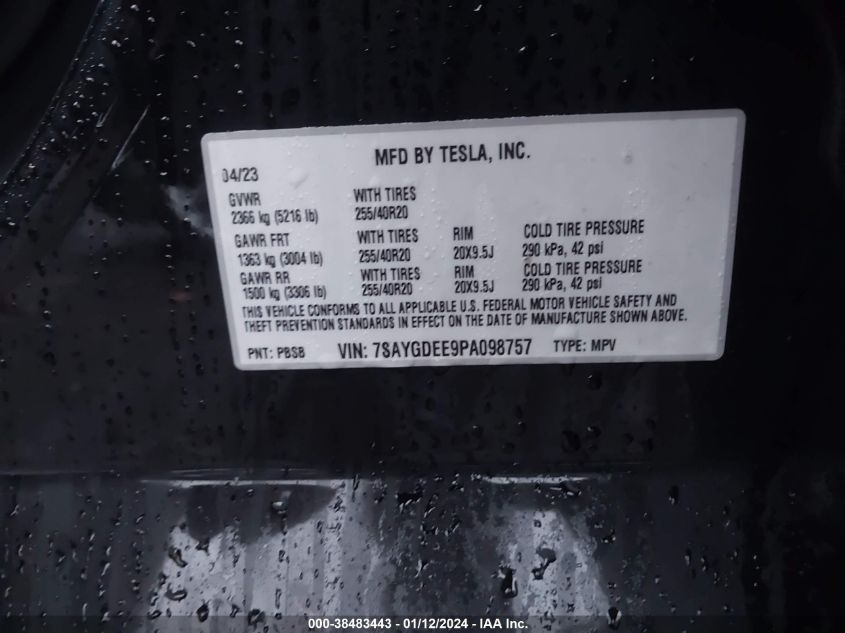 MFD BY TESLA, INC.
04/23
GVWR WITH TIRES
2366 kg (5216 lb) 255/40R20
GAWR FRT WITH TIRES RIM COLD TIRE PRESSURE
1363 kg (3004 lb) 255/40R20 20X9.5J 290 kPa, 42 psi
GAWR RR WITH TIRES RIM COLD TIRE PRESSURE
1500 kg (3306 lb) 255/40R20 20X9.5J 290 kPa, 42 psi
THIS VEHICLE CONFORMS TO ALL APPLICABLE U.S. FEDERAL MOTOR VEHICLE SAFETY AND
THEFT PREVENTION STANDARDS IN EFFECT ON THE DATE OF MANUFACTURE SHOWN ABOVE.
PNT: PBSB VIN: 7SAYGDEE9PA098757 TYPE: MPV
000-38483443 - 01/12/2024 - IAA Inc.